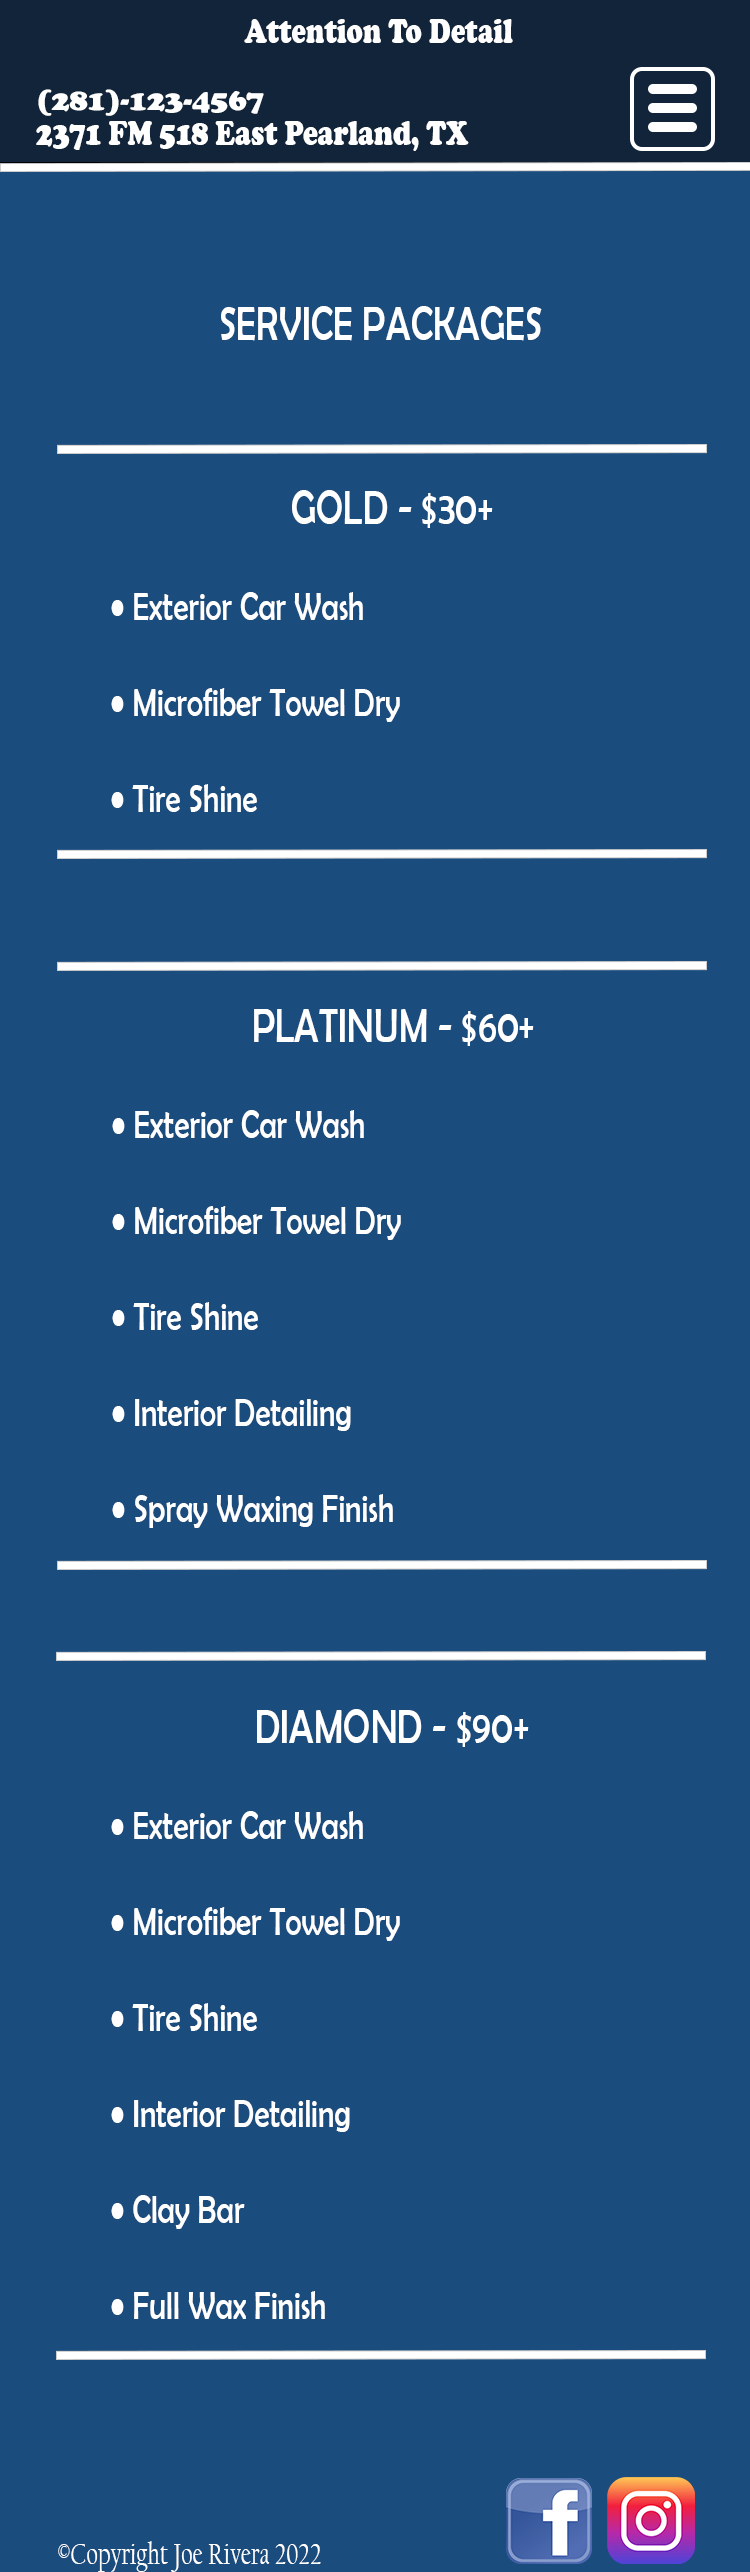 Attention To Detail
(281)-123-4567
2371 FM 518 East Pearland, TX
SERVICE PACKAGES
GOLD - $30+
• Exterior Car Wash
• Microfiber Towel Dry
• Tire Shine
PLATINUM - $60+
• Exterior Car Wash
• Microfiber Towel Dry
• Tire Shine
• Interior Detailing
• Spray Waxing Finish
DIAMOND - $90+
• Exterior Car Wash
• Microfiber Towel Dry
• Tire Shine
• Interior Detailing
• Clay Bar
• Full Wax Finish
©Copyright Joe Rivera 2022